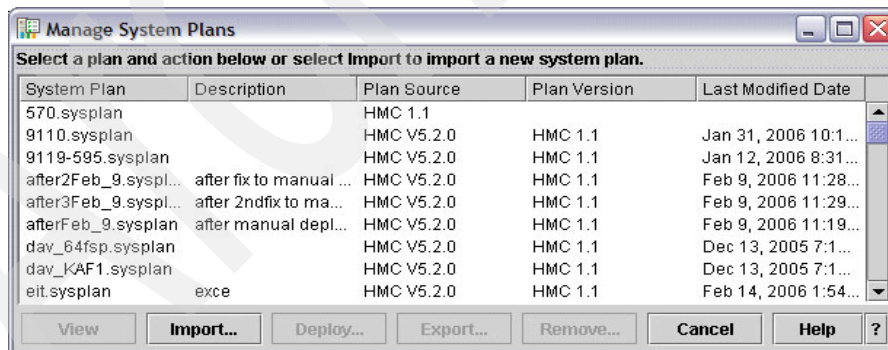 Manage System Plans
Select a plan and action below or select Import to import a new system plan.
System Plan Description Plan Source Plan Version Last Modified Date
570.sysplan HMC 1.1
9110.sysplan HMC V5.2.0 HMC 1.1 Jan 31, 2006 10:1...
9119-595.sysplan HMC V5.2.0 HMC 1.1 Jan 12, 2006 8:31...
after2Feb_9.syspl... after fix to manual ... HMC V5.2.0 HMC 1.1 Feb 9, 2006 11:28...
after3Feb_9.syspl... after 2ndfix to ma... HMC V5.2.0 HMC 1.1 Feb 9, 2006 11:29...
afterFeb_9.sysplan after manual depl... HMC V5.2.0 HMC 1.1 Feb 9, 2006 11:19...
dav_64fsp.sysplan HMC V5.2.0 HMC 1.1 Dec 13, 2005 7:1...
dav_KAF1.sysplan HMC V5.2.0 HMC 1.1 Dec 13, 2005 7:1...
eit.sysplan exce HMC V5.2.0 HMC 1.1 Feb 14, 2006 1:54...
View Import... Deploy... Export... Remove... Cancel Help ?